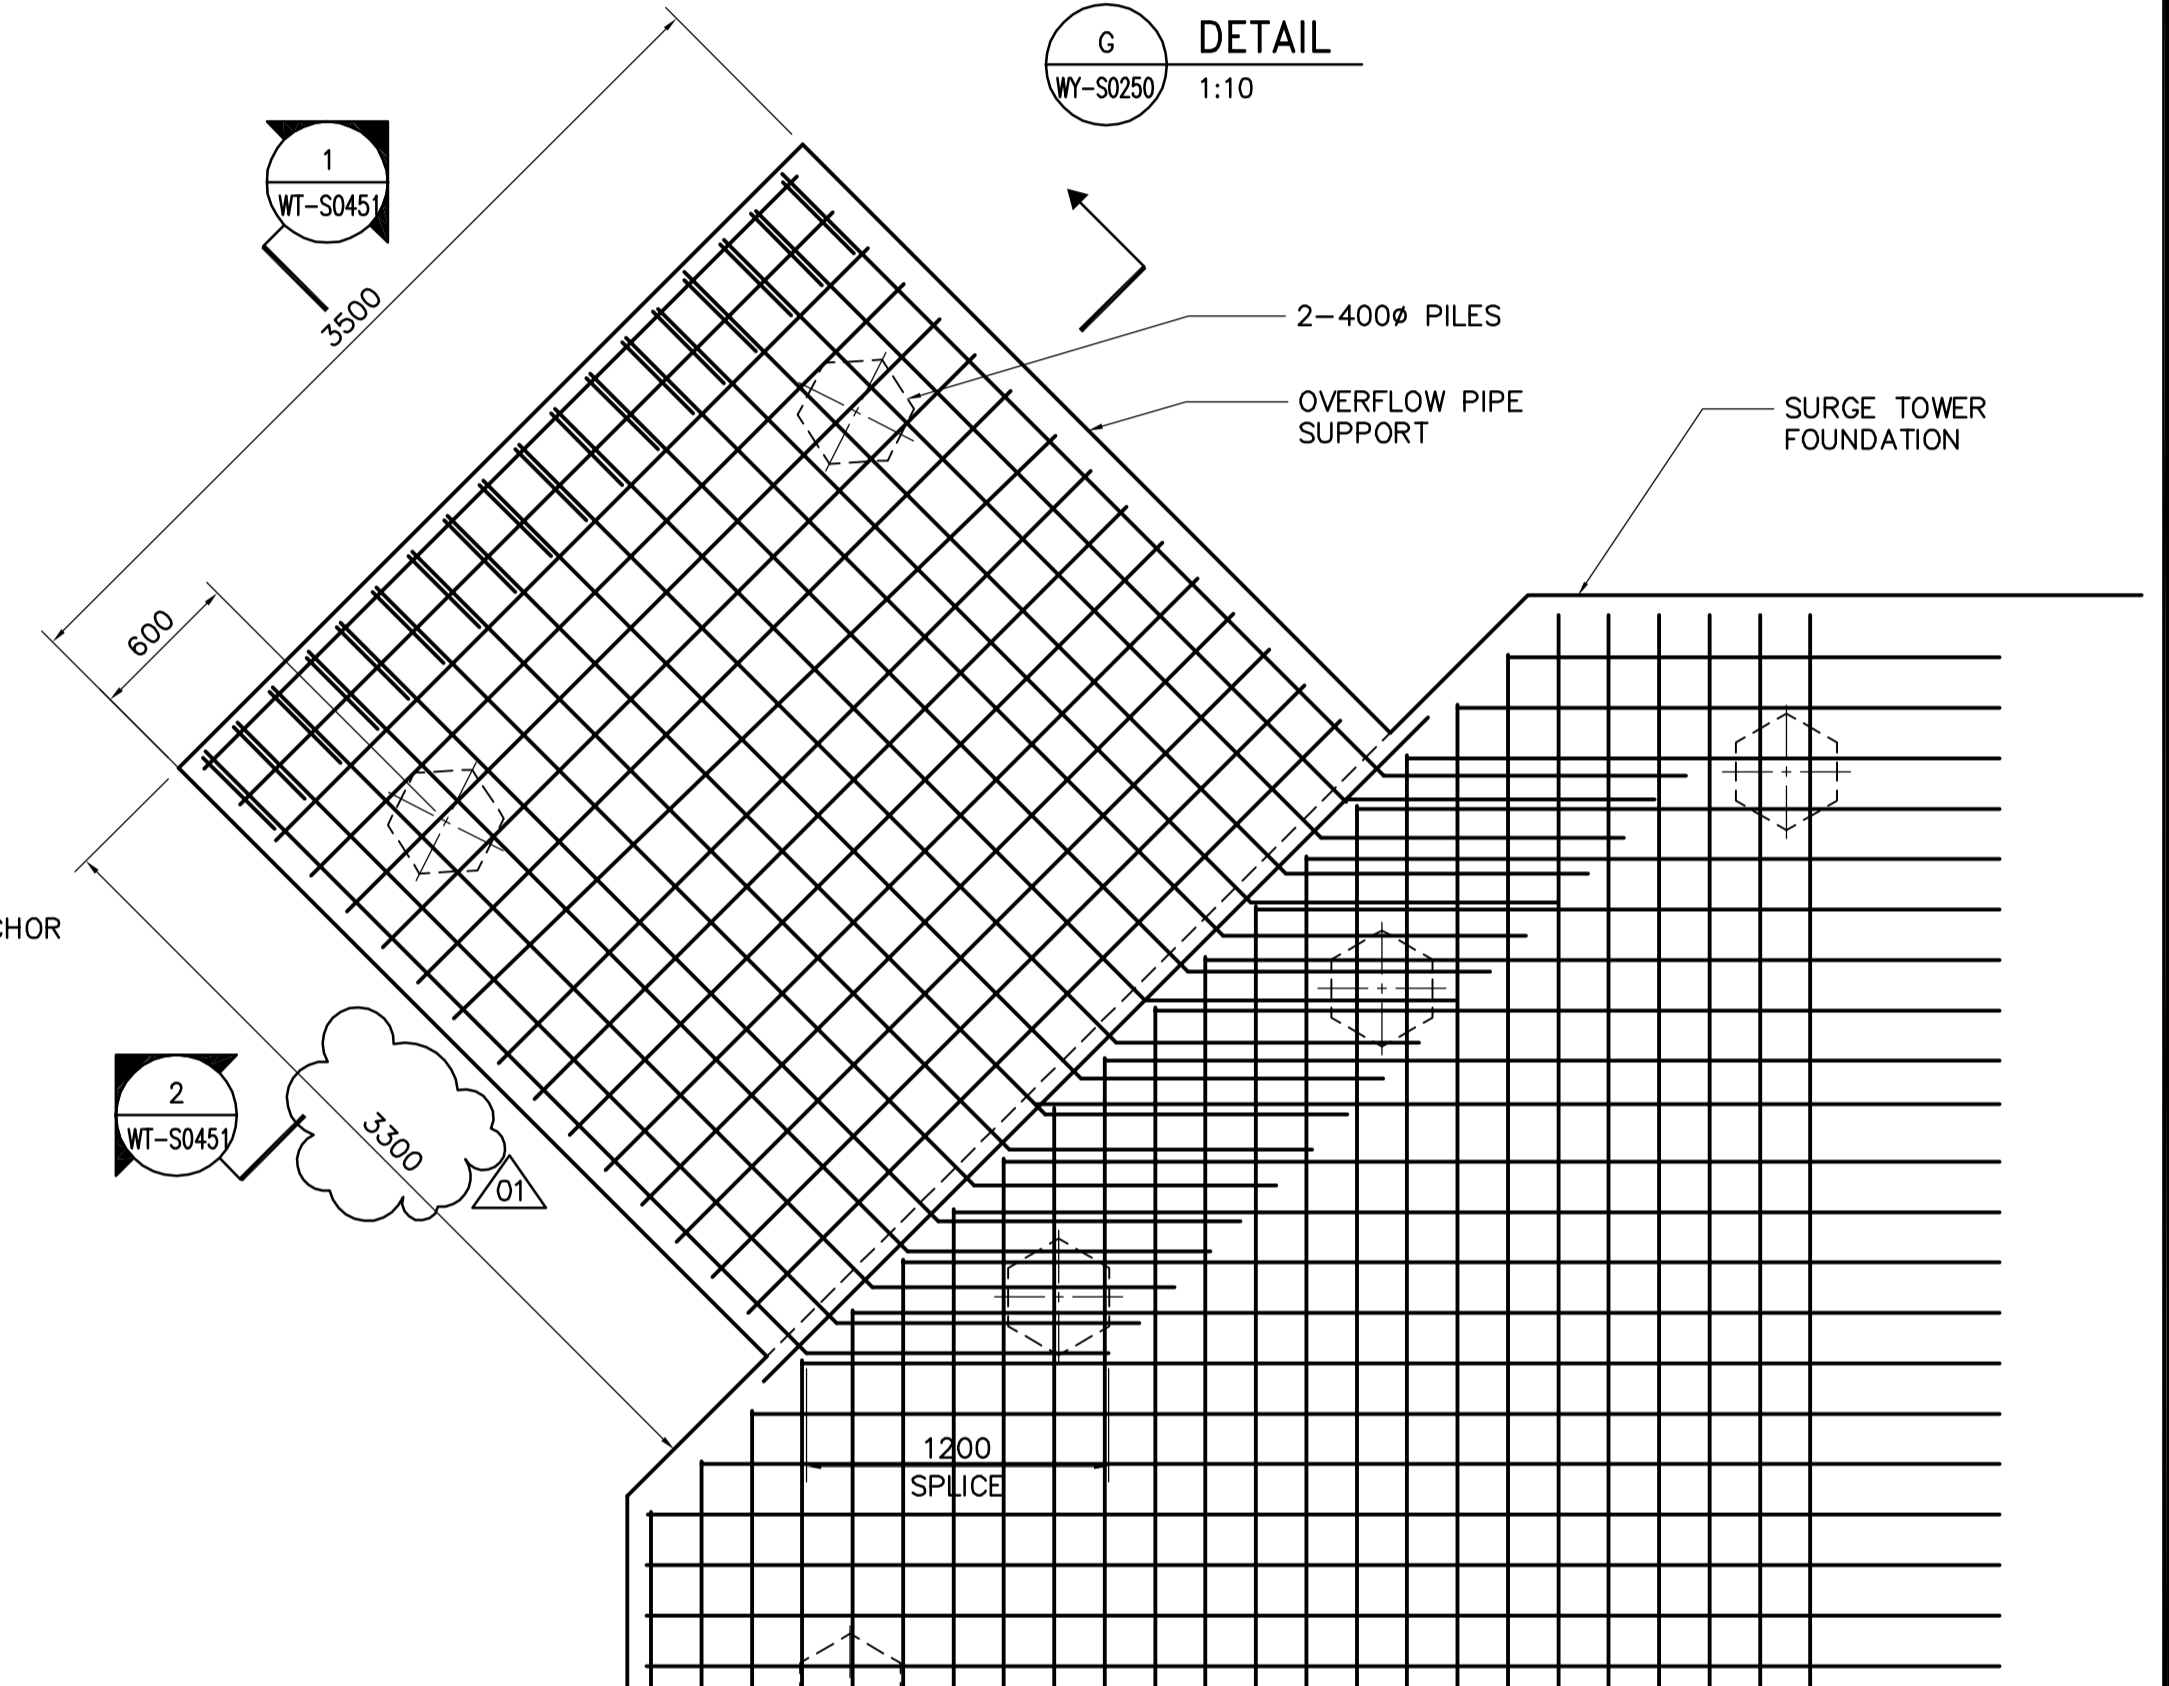 G
WY-S0250
DETAIL
1:10
1
WT-S0451
3500
2-400ø PILES
OVERFLOW PIPE
SUPPORT
SURGE TOWER
FOUNDATION
600
CHOR
2
WT-S0451
3300
01
1200
SPLICE